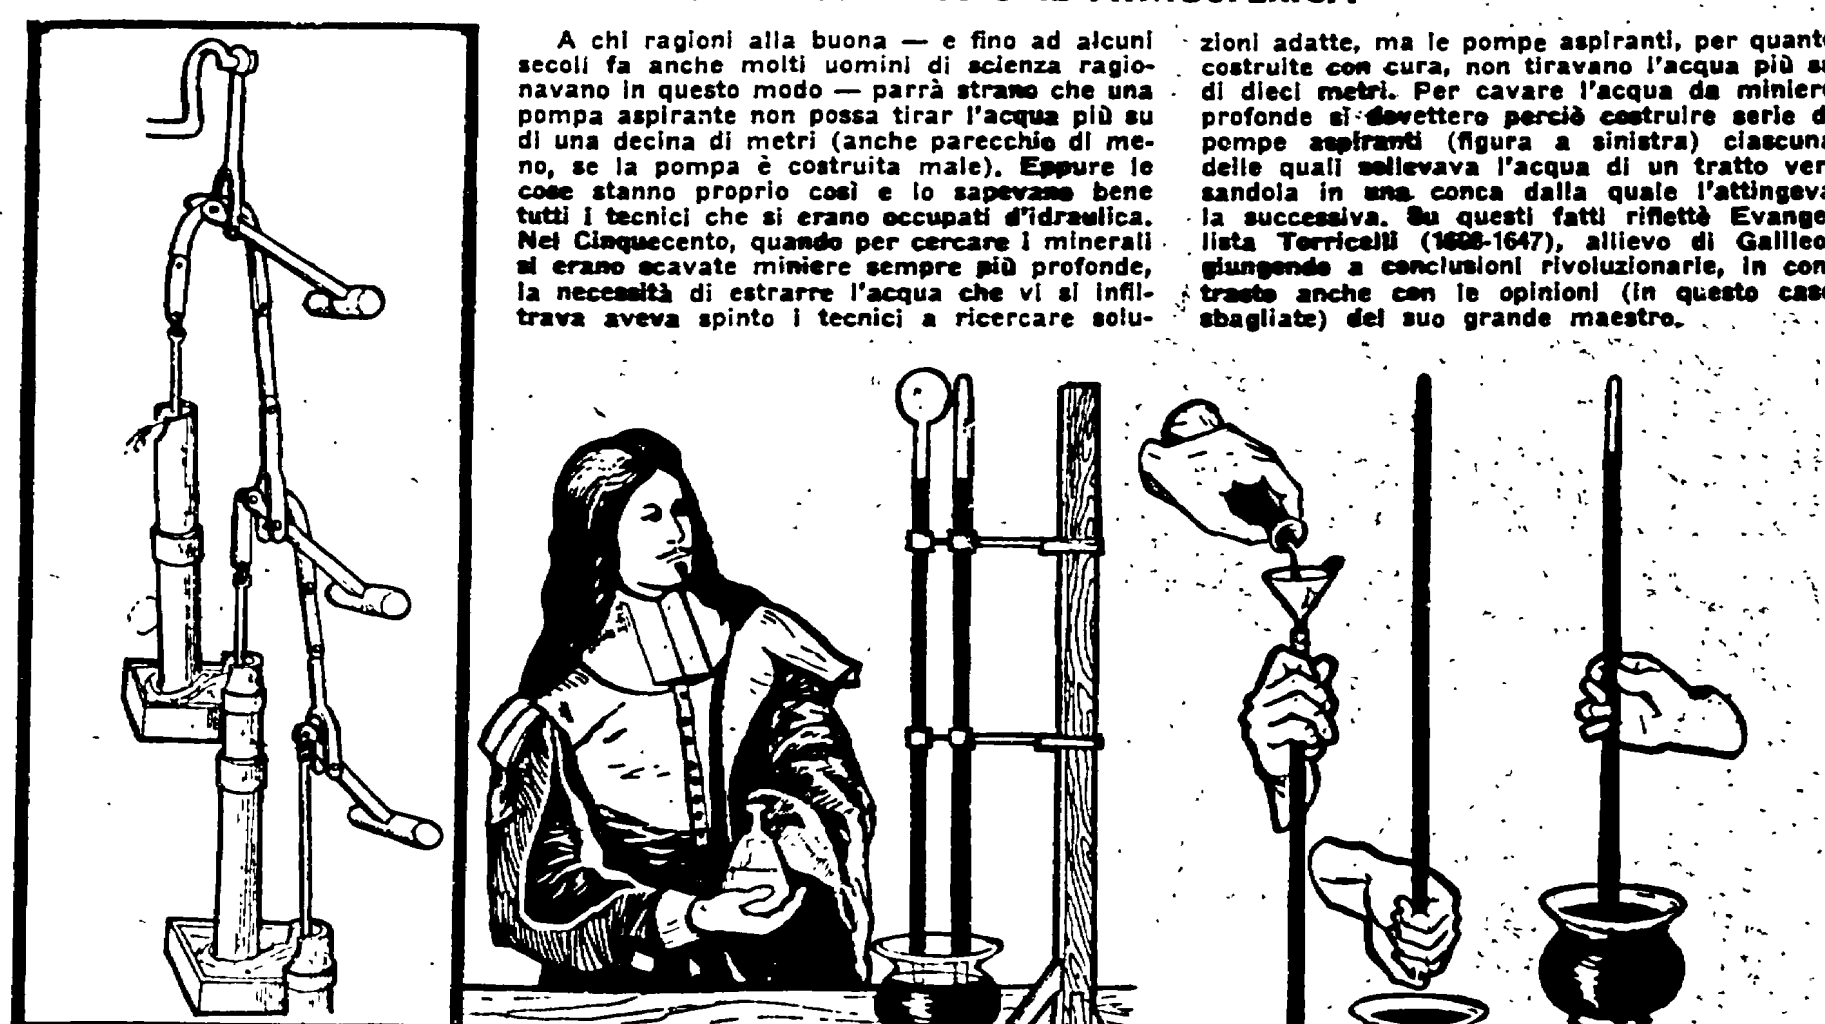 A chi ragioni alla buona — e fino ad alcuni
secoli fa anche molti uomini di scienza ragio-
navano in questo modo — parrà strano che una
pompa aspirante non possa tirar l'acqua più su
di una decina di metri (anche parecchio di me-
no, se la pompa è costruita male). Eppure le
cose stanno proprio così e lo sapevano bene
tutti i tecnici che si erano occupati d'idraulica.
Nel Cinquecento, quando per cercare i minerali
si erano scavate miniere sempre più profonde,
la necessità di estrarre l'acqua che vi si infil-
trava aveva spinto i tecnici a ricercare solu-
zioni adatte, ma le pompe aspiranti, per quant
costruite con cura, non tiravano l'acqua più s
di dieci metri. Per cavare l'acqua da minier
profonde si dovettero perciò costruire serie d
pompe aspiranti (figura a sinistra) ciascuna
delle quali sollevava l'acqua di un tratto ver
sandola in una conca dalla quale l'attingeva
la successiva. Su questi fatti riflettè Evange
lista Torricelli (1608-1647), allievo di Galileo
giungendo a conclusioni rivoluzionarie, in con
trasto anche con le opinioni (in questo cas
sbagliate) del suo grande maestro.